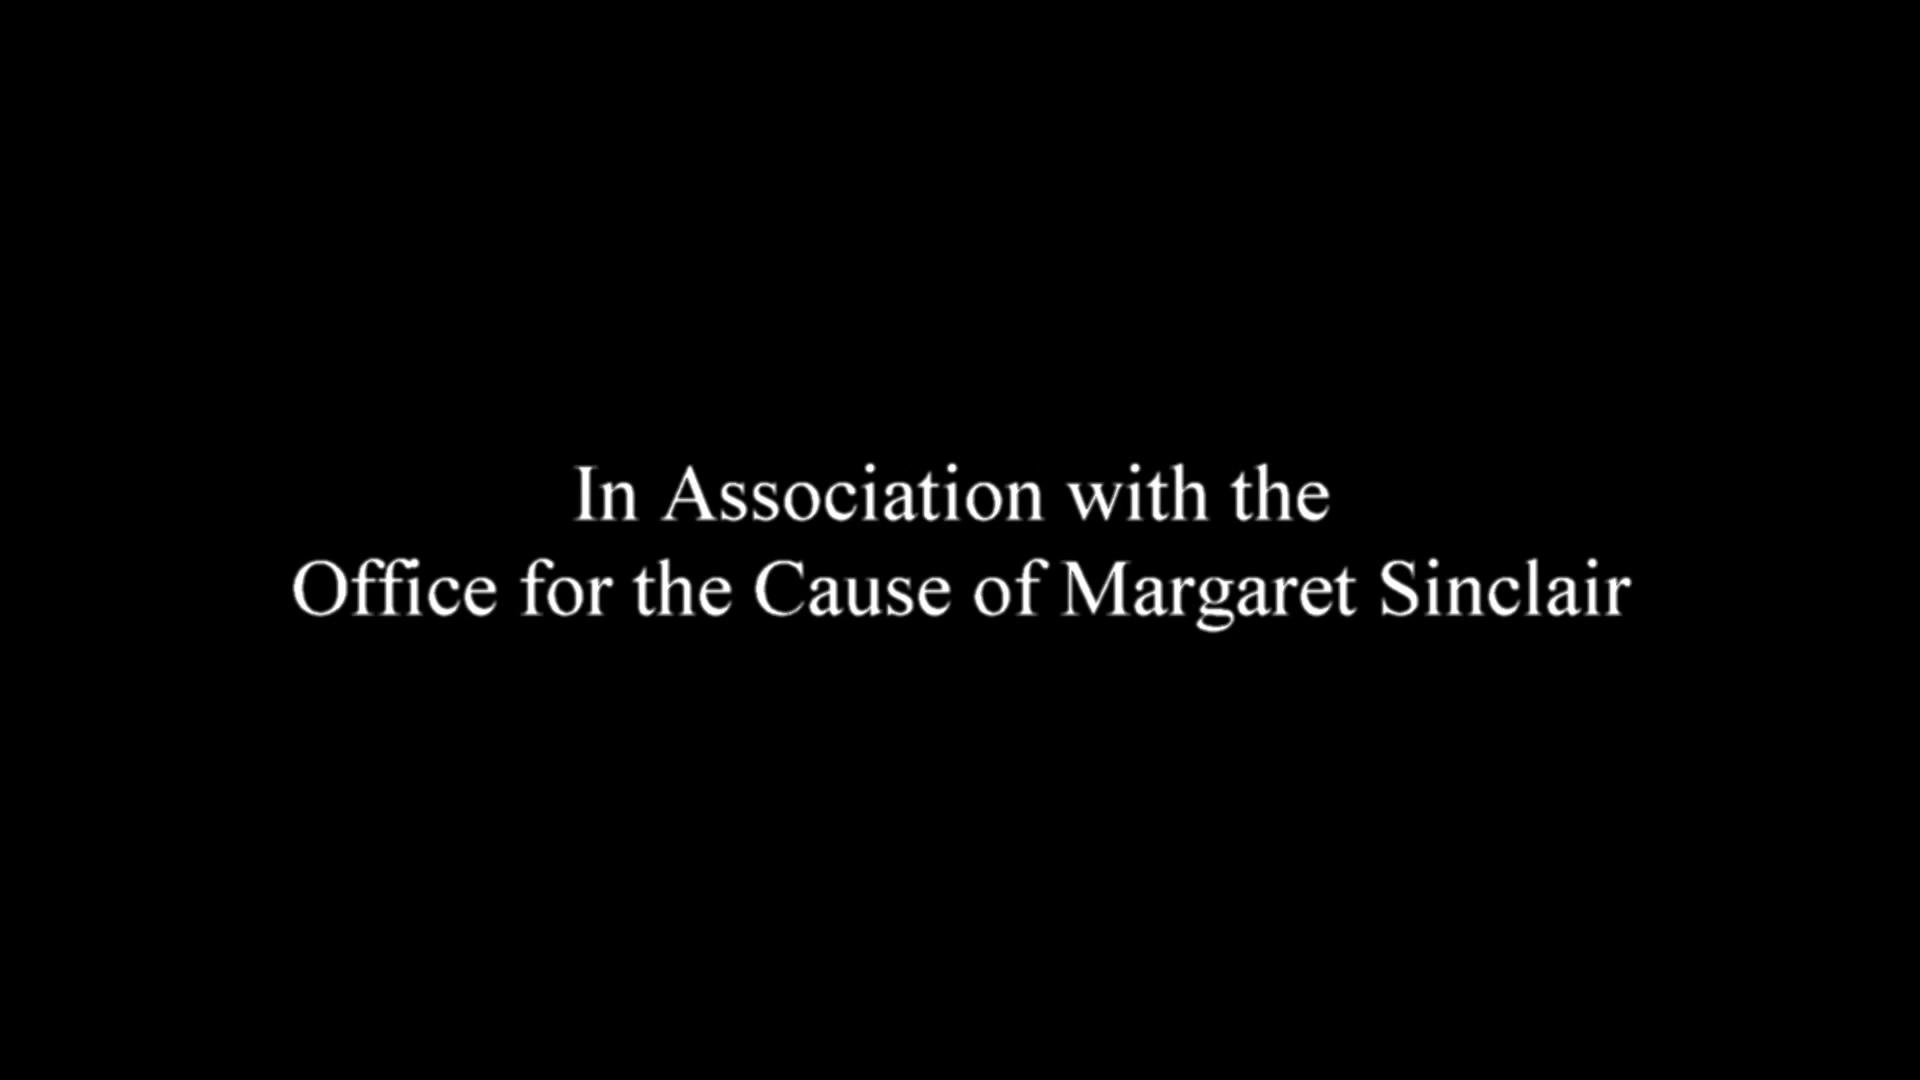 In Association with the
Office for the Cause of Margaret Sinclair